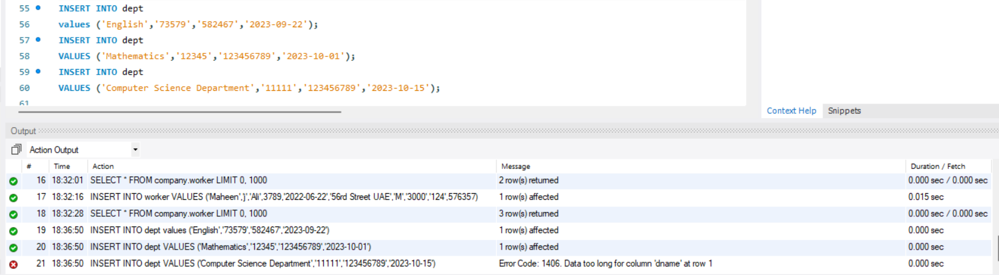 55 INSERT INTO dept
56 values ('English','73579','582467','2023-09-22');
57 INSERT INTO dept
58 VALUES ('Mathematics','12345','123456789','2023-10-01');
59 INSERT INTO dept
60 VALUES ('Computer Science Department','11111','123456789','2023-10-15');
61
Context Help Snippets
Output
Action Output
# Time Action Message Duration / Fetch
16 18:32:01 SELECT * FROM company.worker LIMIT 0, 1000 2 row(s) returned 0.000 sec / 0.000 sec
17 18:32:16 INSERT INTO worker VALUES ('Maheen','j','Ali',3789,'2022-06-22','56rd Street UAE','M','3000','124',576357) 1 row(s) affected 0.015 sec
18 18:32:28 SELECT * FROM company.worker LIMIT 0, 1000 3 row(s) returned 0.000 sec / 0.000 sec
19 18:36:50 INSERT INTO dept values ('English','73579','582467','2023-09-22') 1 row(s) affected 0.000 sec
20 18:36:50 INSERT INTO dept VALUES ('Mathematics','12345','123456789','2023-10-01') 1 row(s) affected 0.000 sec
21 18:36:50 INSERT INTO dept VALUES ('Computer Science Department','11111','123456789','2023-10-15') Error Code: 1406. Data too long for column 'dname' at row 1 0.000 sec